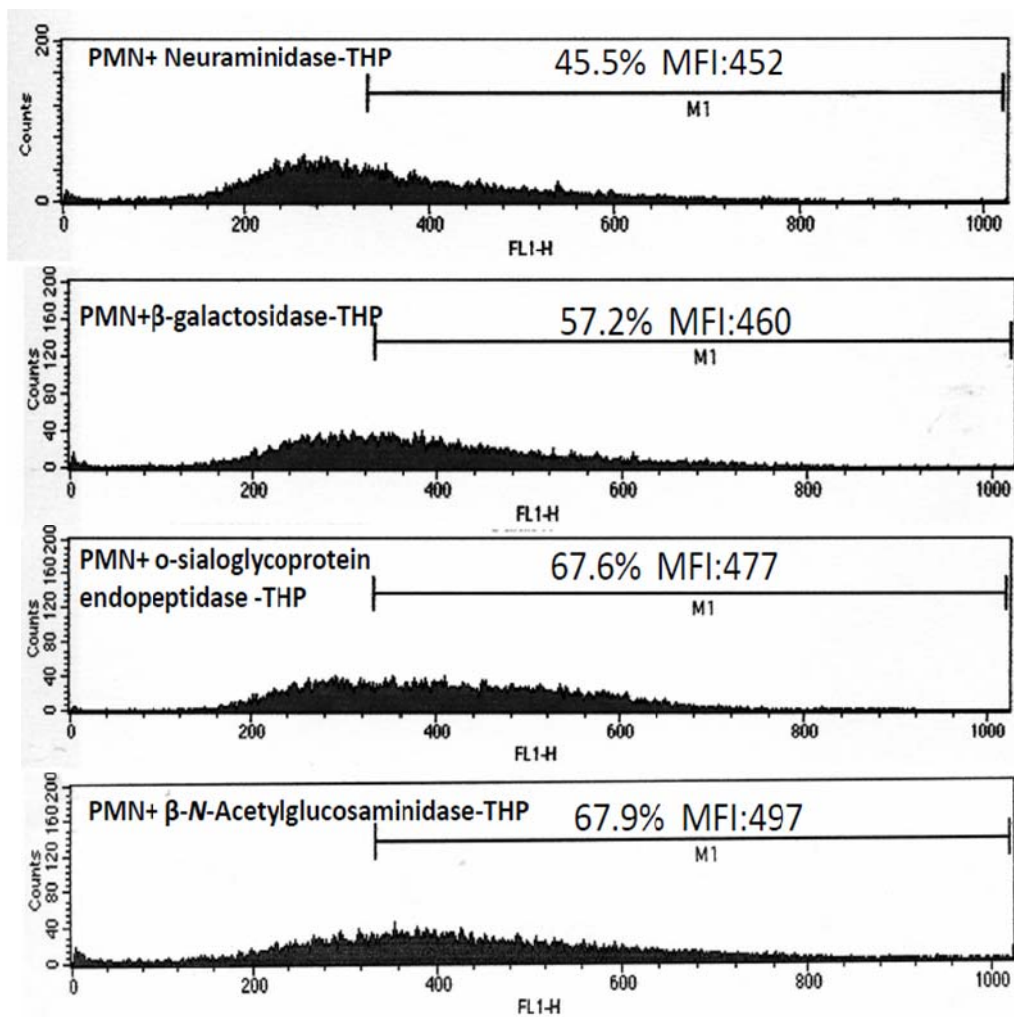 200
PMN+ Neuraminidase-THP
45.5% MFI:452
M1
Counts
0
0 200 400 600 800 1000
FL1-H
PMN+β-galactosidase-THP
57.2% MFI:460
M1
Counts
0 40 80 120 160 200
0 200 400 600 800 1000
FL1-H
PMN+ o-sialoglycoprotein
endopeptidase -THP
67.6% MFI:477
M1
Counts
0 40 80 120 160 200
0 200 400 600 800 1000
FL1-H
PMN+ β-N-Acetylglucosaminidase-THP
67.9% MFI:497
M1
Counts
0 40 80 120 160 200
0 200 400 600 800 1000
FL1-H